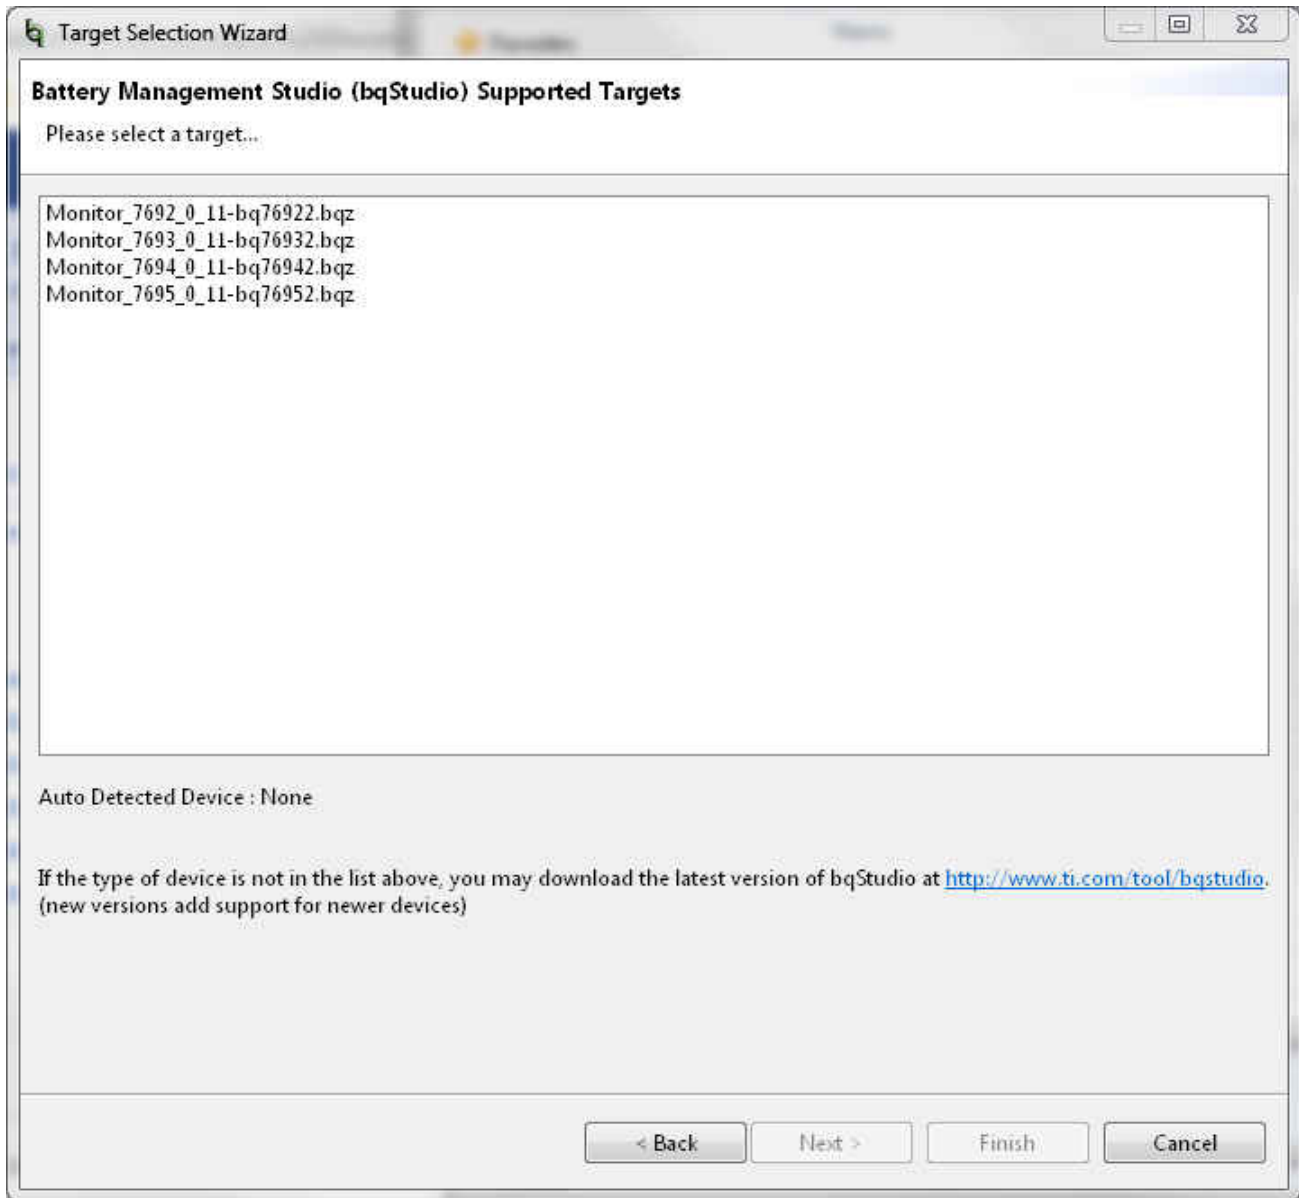 Target Selection Wizard
Battery Management Studio (bqStudio) Supported Targets
Please select a target...
Monitor_7692_0_11-bq76922.bqz
Monitor_7693_0_11-bq76932.bqz
Monitor_7694_0_11-bq76942.bqz
Monitor_7695_0_11-bq76952.bqz
Auto Detected Device : None
If the type of device is not in the list above, you may download the latest version of bqStudio at http://www.ti.com/tool/bqstudio.
(new versions add support for newer devices)
< Back
Next >
Finish
Cancel